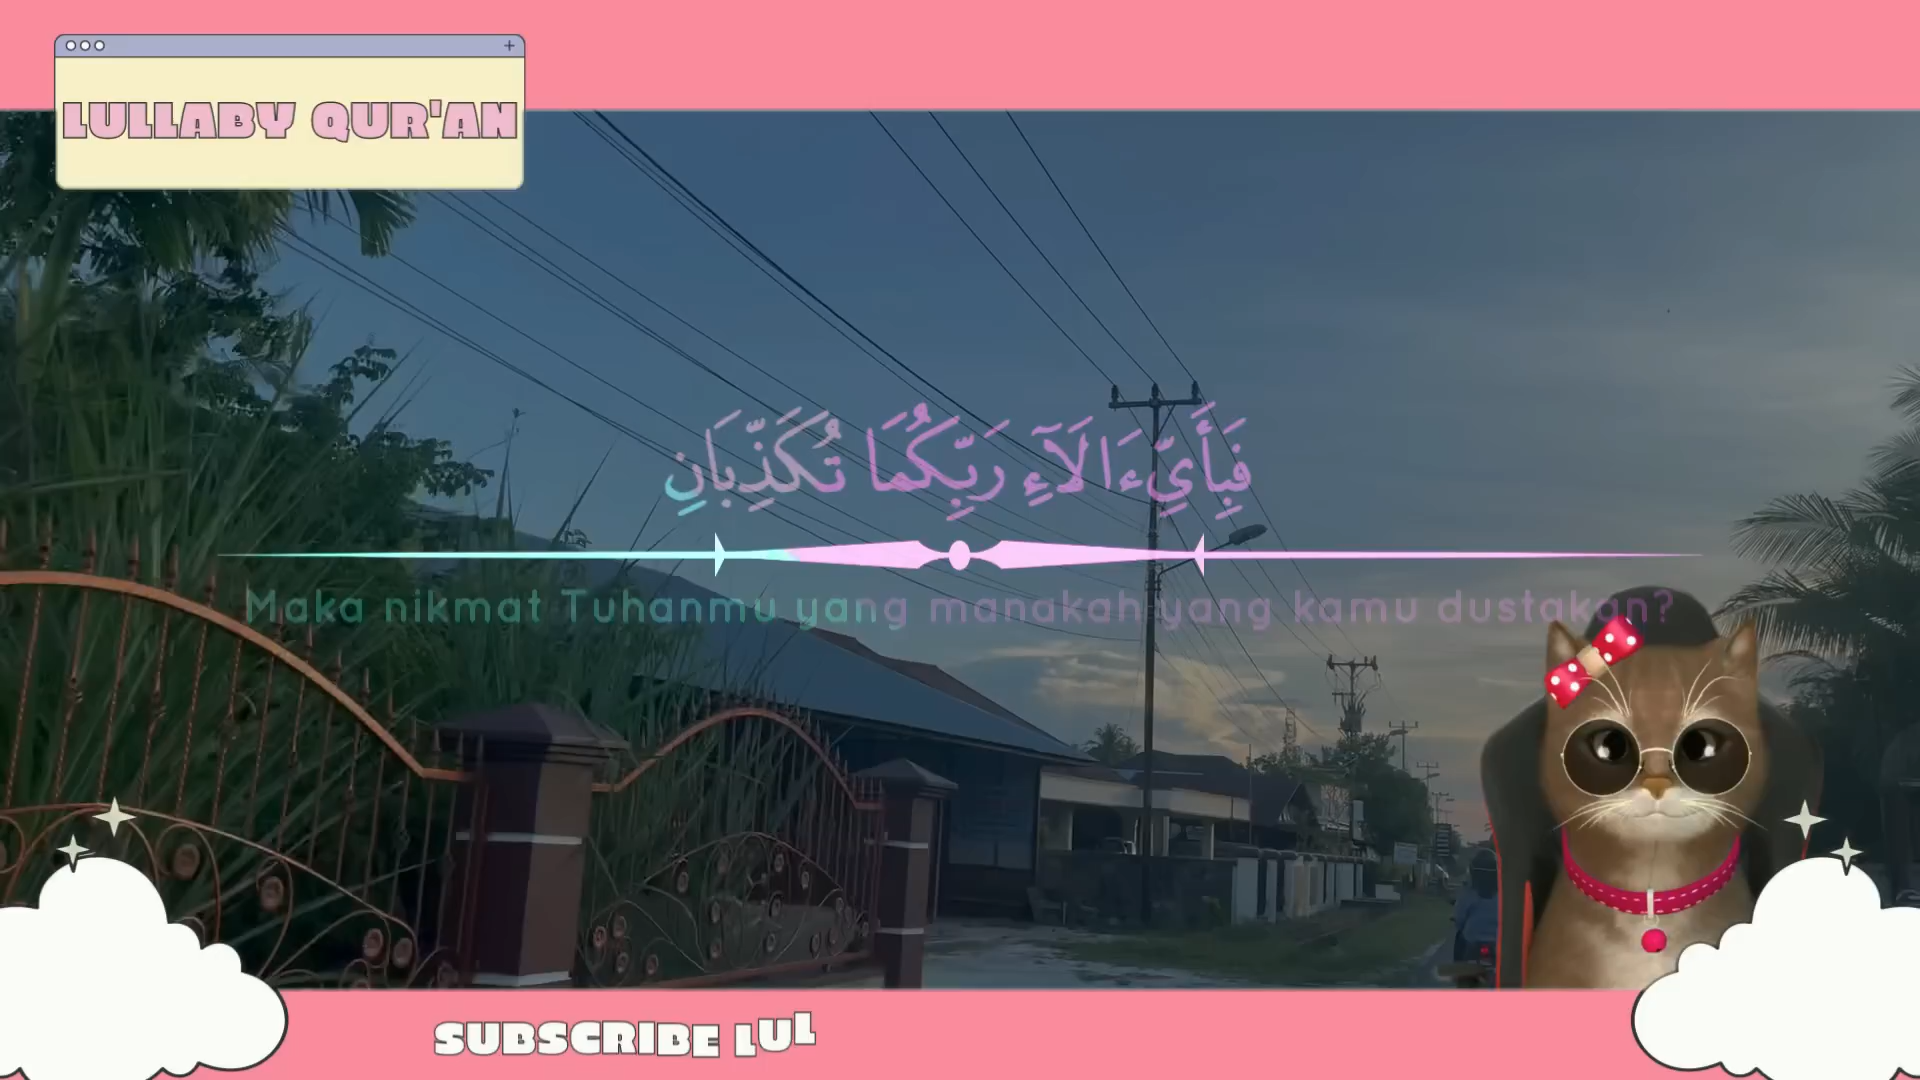 LULLABY QUR'AN
فَبِأَيِّ ءَالَآءِ رَبِّكُمَا تُكَذِّبَانِ
Maka nikmat Tuhanmu yang manakah yang kamu dustakan?
SUBSCRIBE LUL